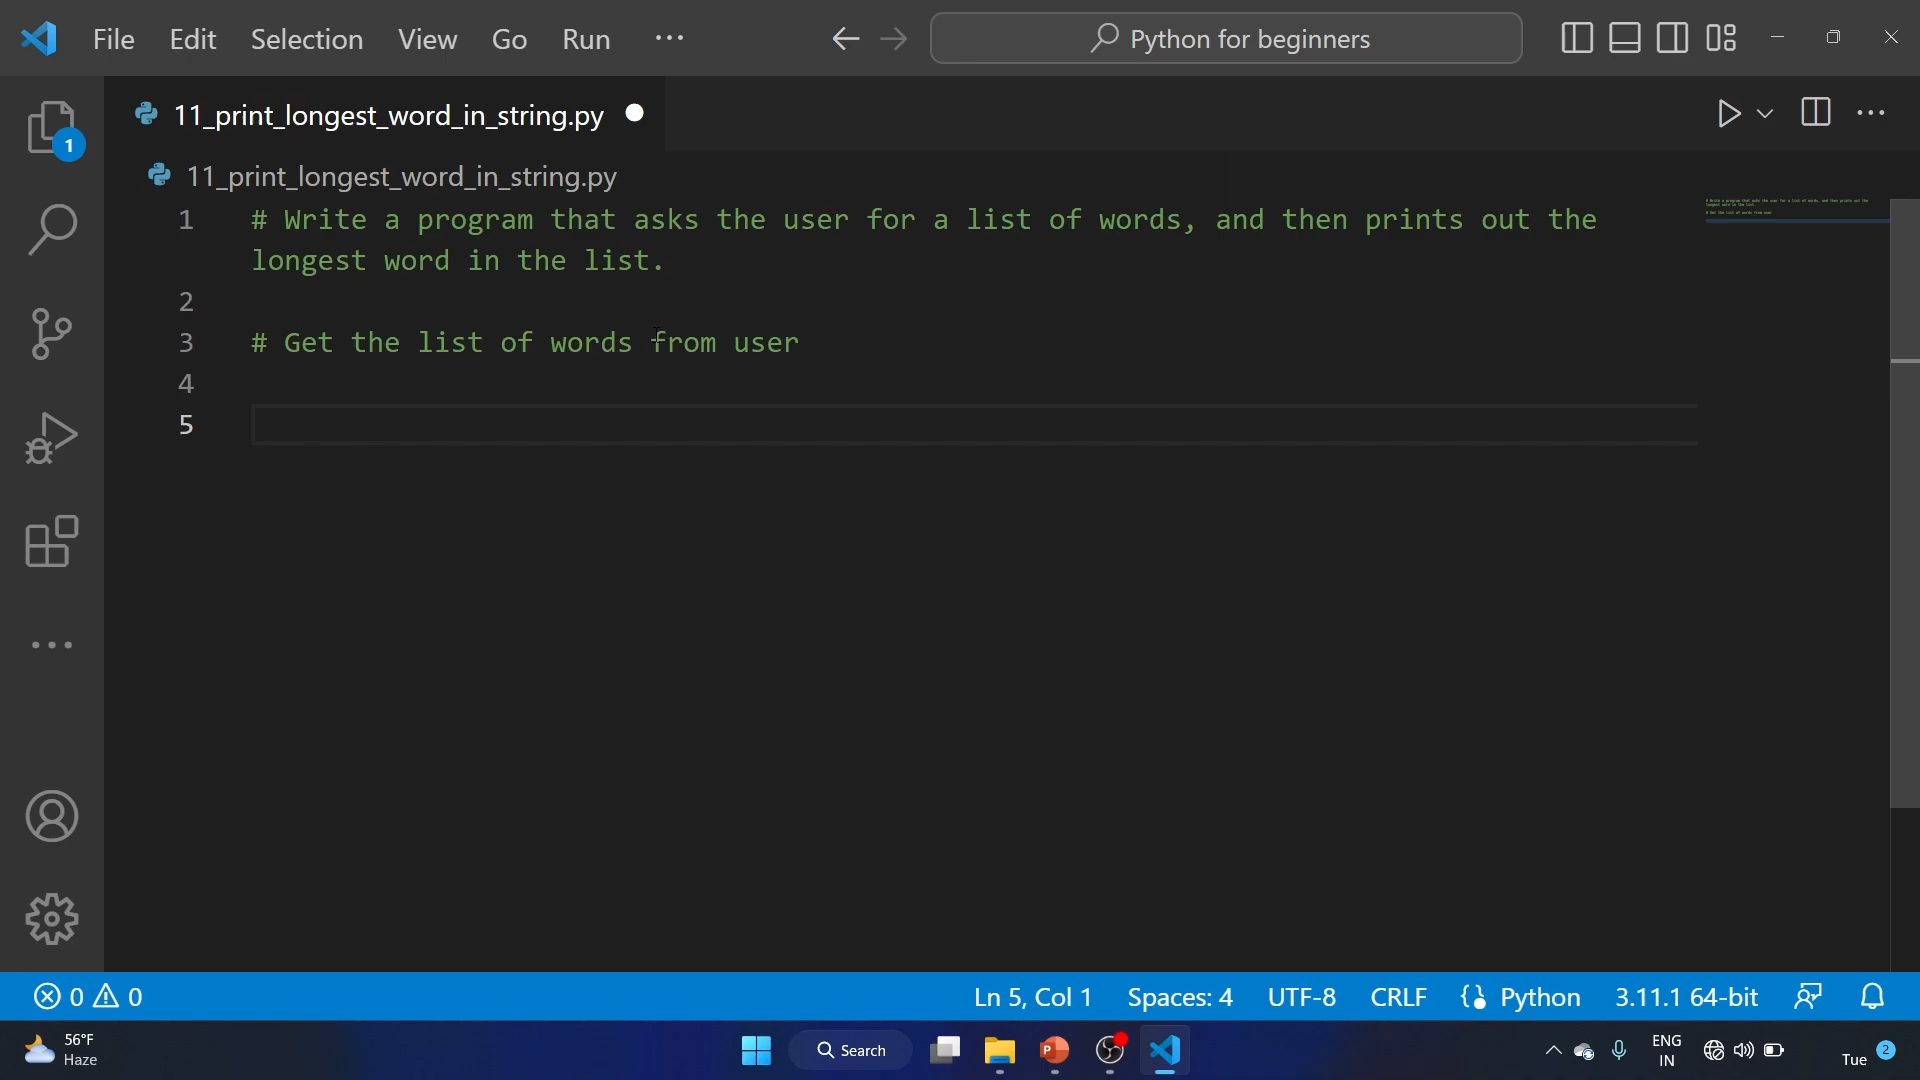 File Edit Selection View Go Run ··· Python for beginners
11_print_longest_word_in_string.py
1
11_print_longest_word_in_string.py
1 # Write a program that asks the user for a list of words, and then prints out the
longest word in the list.
2
3 # Get the list of words from user
4
5
0 0 Ln 5, Col 1 Spaces: 4 UTF-8 CRLF Python 3.11.1 64-bit
56°F
Haze
Search
P
ENG
IN
Tue 2